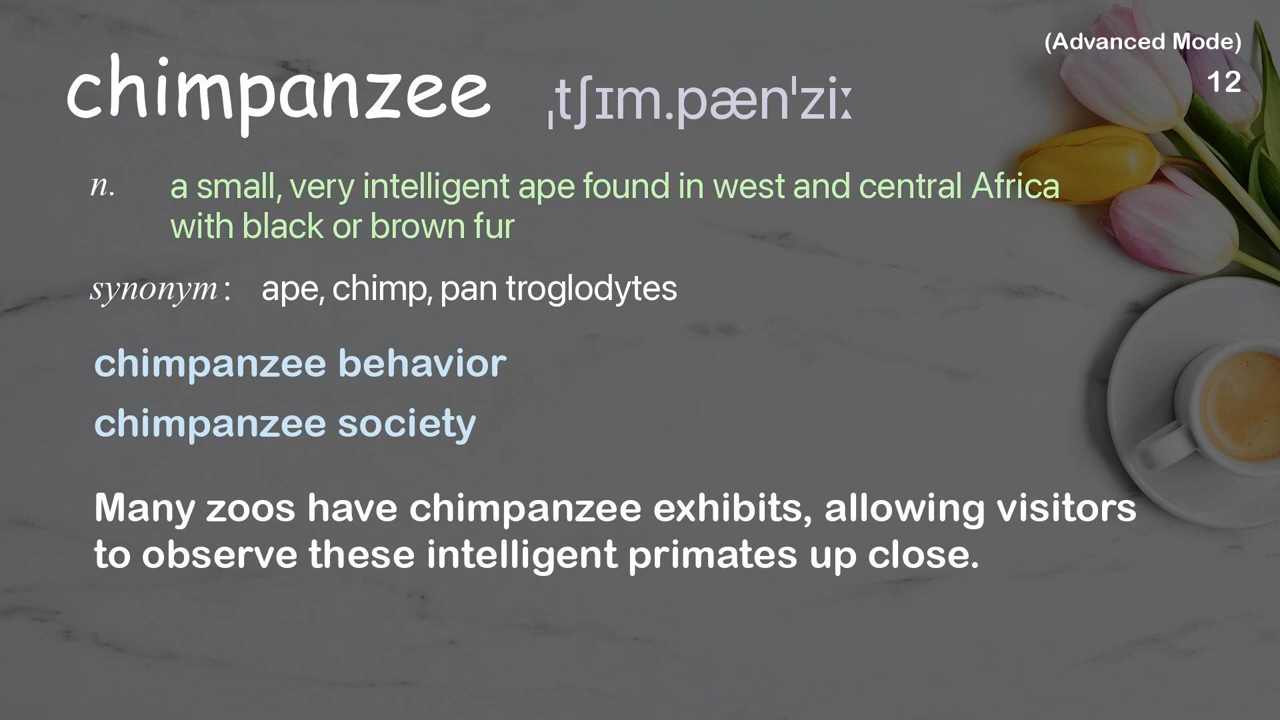 (Advanced Mode)
12
chimpanzee ˌtʃɪm.pænˈziː
n. a small, very intelligent ape found in west and central Africa
with black or brown fur
synonym: ape, chimp, pan troglodytes
chimpanzee behavior
chimpanzee society
Many zoos have chimpanzee exhibits, allowing visitors
to observe these intelligent primates up close.